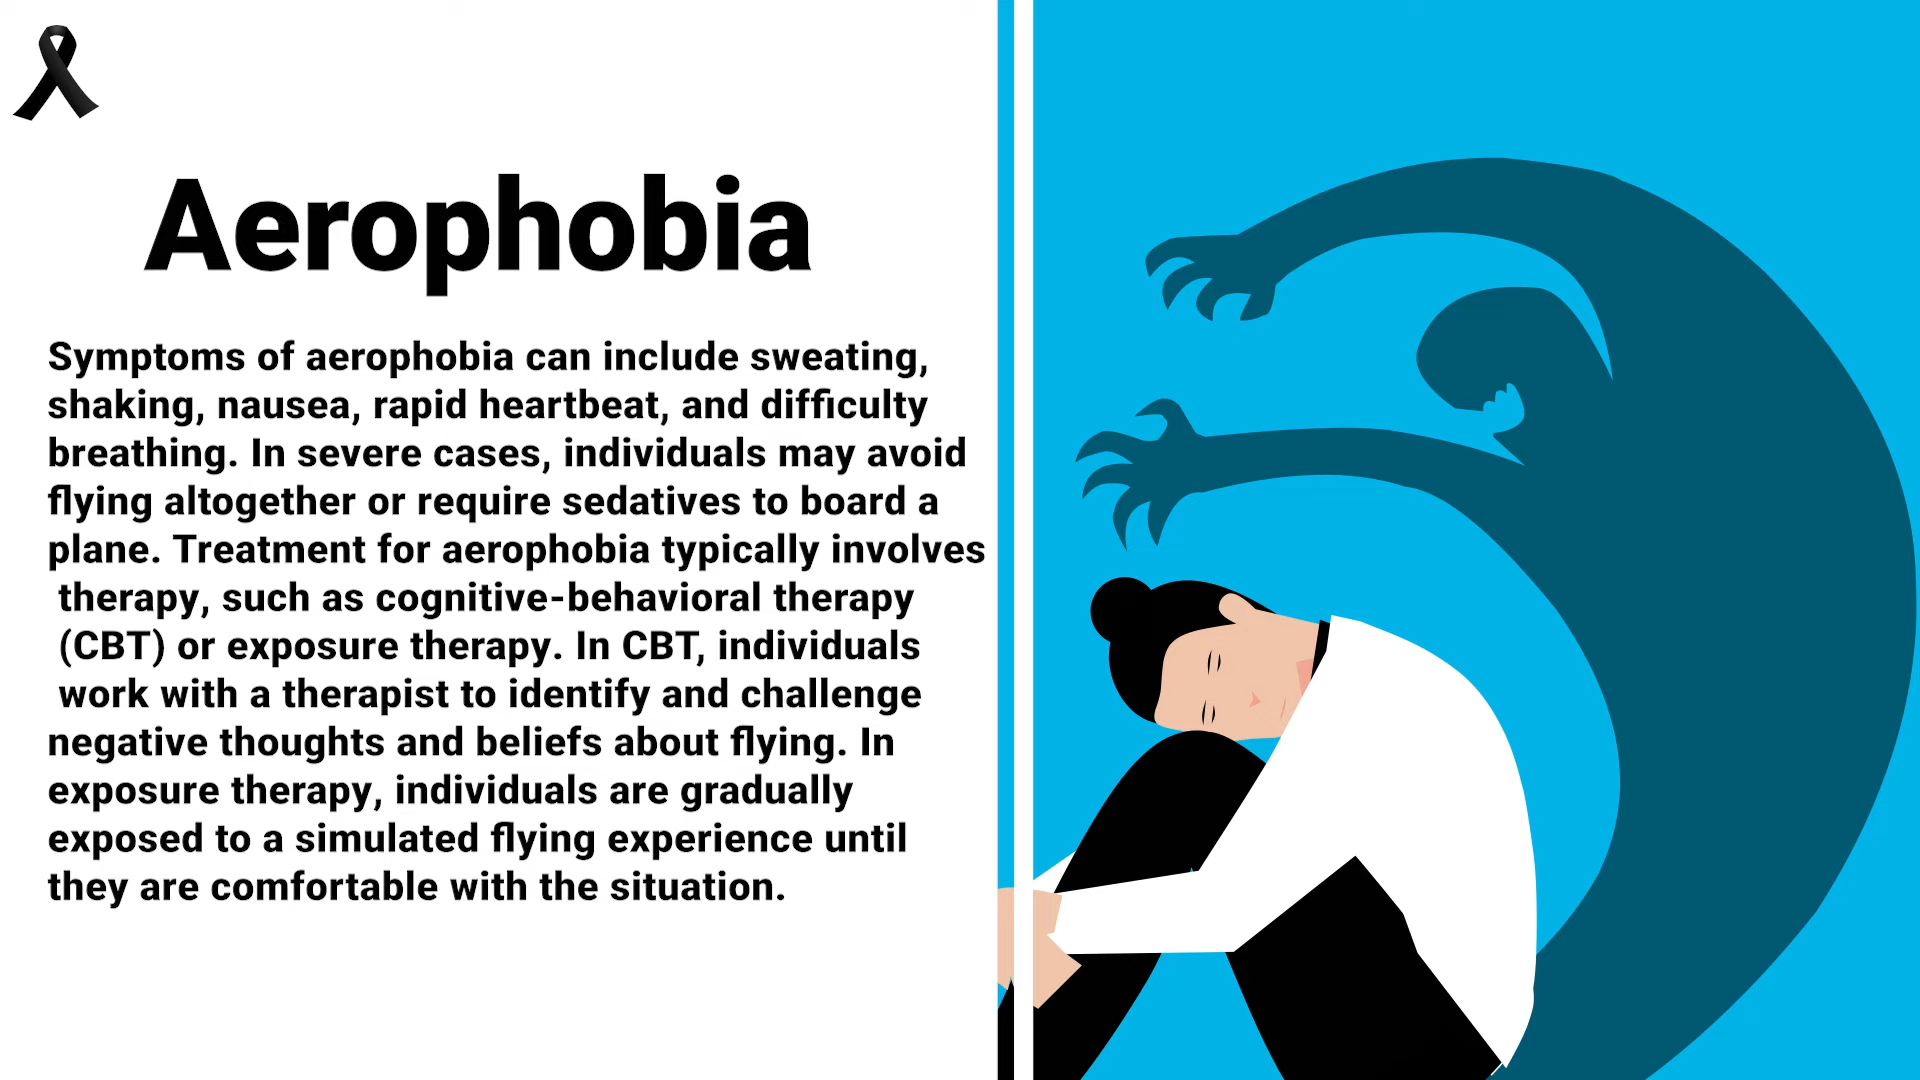 Aerophobia
Symptoms of aerophobia can include sweating,
shaking, nausea, rapid heartbeat, and difficulty
breathing. In severe cases, individuals may avoid
flying altogether or require sedatives to board a
plane. Treatment for aerophobia typically involves
therapy, such as cognitive-behavioral therapy
(CBT) or exposure therapy. In CBT, individuals
work with a therapist to identify and challenge
negative thoughts and beliefs about flying. In
exposure therapy, individuals are gradually
exposed to a simulated flying experience until
they are comfortable with the situation.